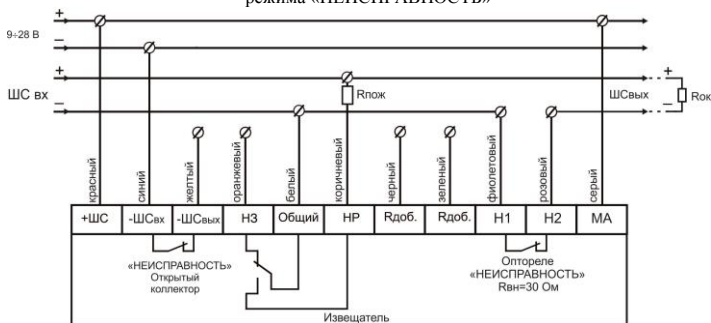 режима «НЕИСПРАВНОСТЬ»
+
9÷28 В
−
+
ШС вх
−
Rпож
ШСвых
+
−
Rок
красный
синий
желтый
оранжевый
белый
коричневый
черный
зеленый
фиолетовый
розовый
серый
+ШС
-ШСвх
-ШСвых
НЗ
Общий
НР
Rдоб.
Rдоб.
Н1
Н2
МА
«НЕИСПРАВНОСТЬ»
Открытый
коллектор
Оптореле
«НЕИСПРАВНОСТЬ»
Rвн=30 Ом
Извещатель